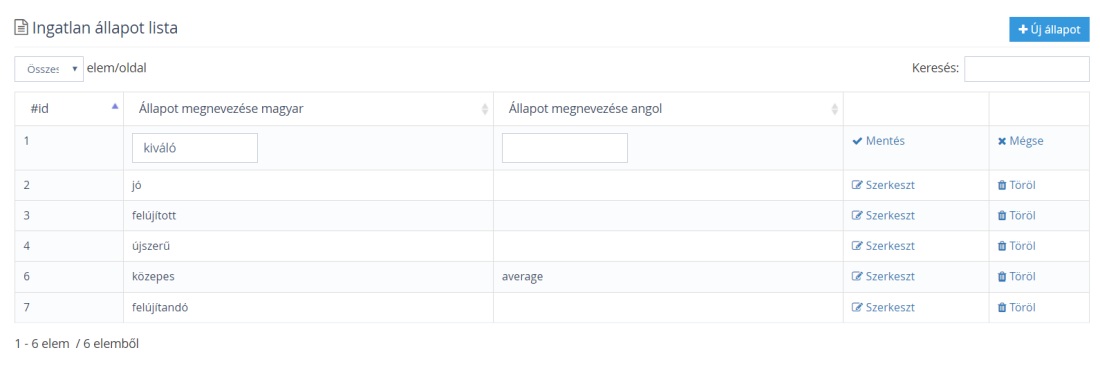 Ingatlan állapot lista
Új állapot
Összes elem/oldal
Keresés:
#id Állapot megnevezése magyar Állapot megnevezése angol
1 kiváló Mentés Mégse
2 jó Szerkeszt Töröl
3 felújított Szerkeszt Töröl
4 újszerű Szerkeszt Töröl
6 közepes average Szerkeszt Töröl
7 felújítandó Szerkeszt Töröl
1 - 6 elem / 6 elemből